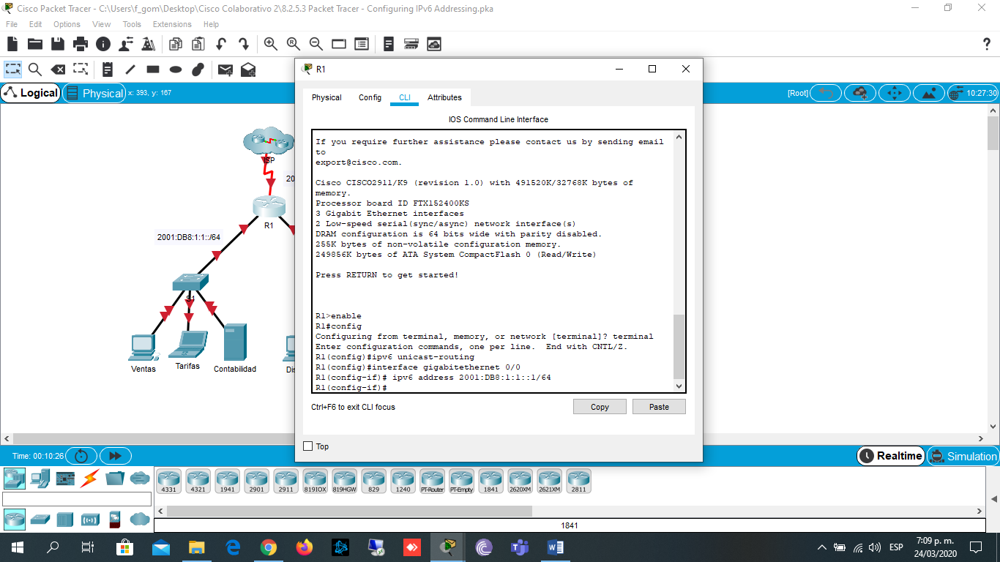 Cisco Packet Tracer - C:\Users\f_gom\Desktop\Cisco Colaborativo 2\8.2.5.3 Packet Tracer - Configuring IPv6 Addressing.pka
File Edit Options View Tools Extensions Help
Logical Physical x: 393, y: 167 [Root] 10:27:30
R1
Physical Config CLI Attributes
IOS Command Line Interface
If you require further assistance please contact us by sending email
to
export@cisco.com.
Cisco CISCO2911/K9 (revision 1.0) with 491520K/32768K bytes of
memory.
Processor board ID FTX152400KS
3 Gigabit Ethernet interfaces
2 Low-speed serial(sync/async) network interface(s)
DRAM configuration is 64 bits wide with parity disabled.
255K bytes of non-volatile configuration memory.
249856K bytes of ATA System CompactFlash 0 (Read/Write)
Press RETURN to get started!
R1>enable
R1#config
Configuring from terminal, memory, or network [terminal]? terminal
Enter configuration commands, one per line. End with CNTL/Z.
R1(config)#ipv6 unicast-routing
R1(config)#interface gigabitethernet 0/0
R1(config-if)# ipv6 address 2001:DB8:1:1::1/64
R1(config-if)#
Ctrl+F6 to exit CLI focus
Copy Paste
Top
ISP
20
R1
2001:DB8:1:1::/64
S1
Ventas Tarifas Contabilidad Dis
Time: 00:10:26 Realtime Simulation
4331 4321 1941 2901 2911 819IOX 819HGW 829 1240 PT-Router PT-Empty 1841 2620XM 2621XM 2811
1841
ESP
7:09 p. m.
24/03/2020